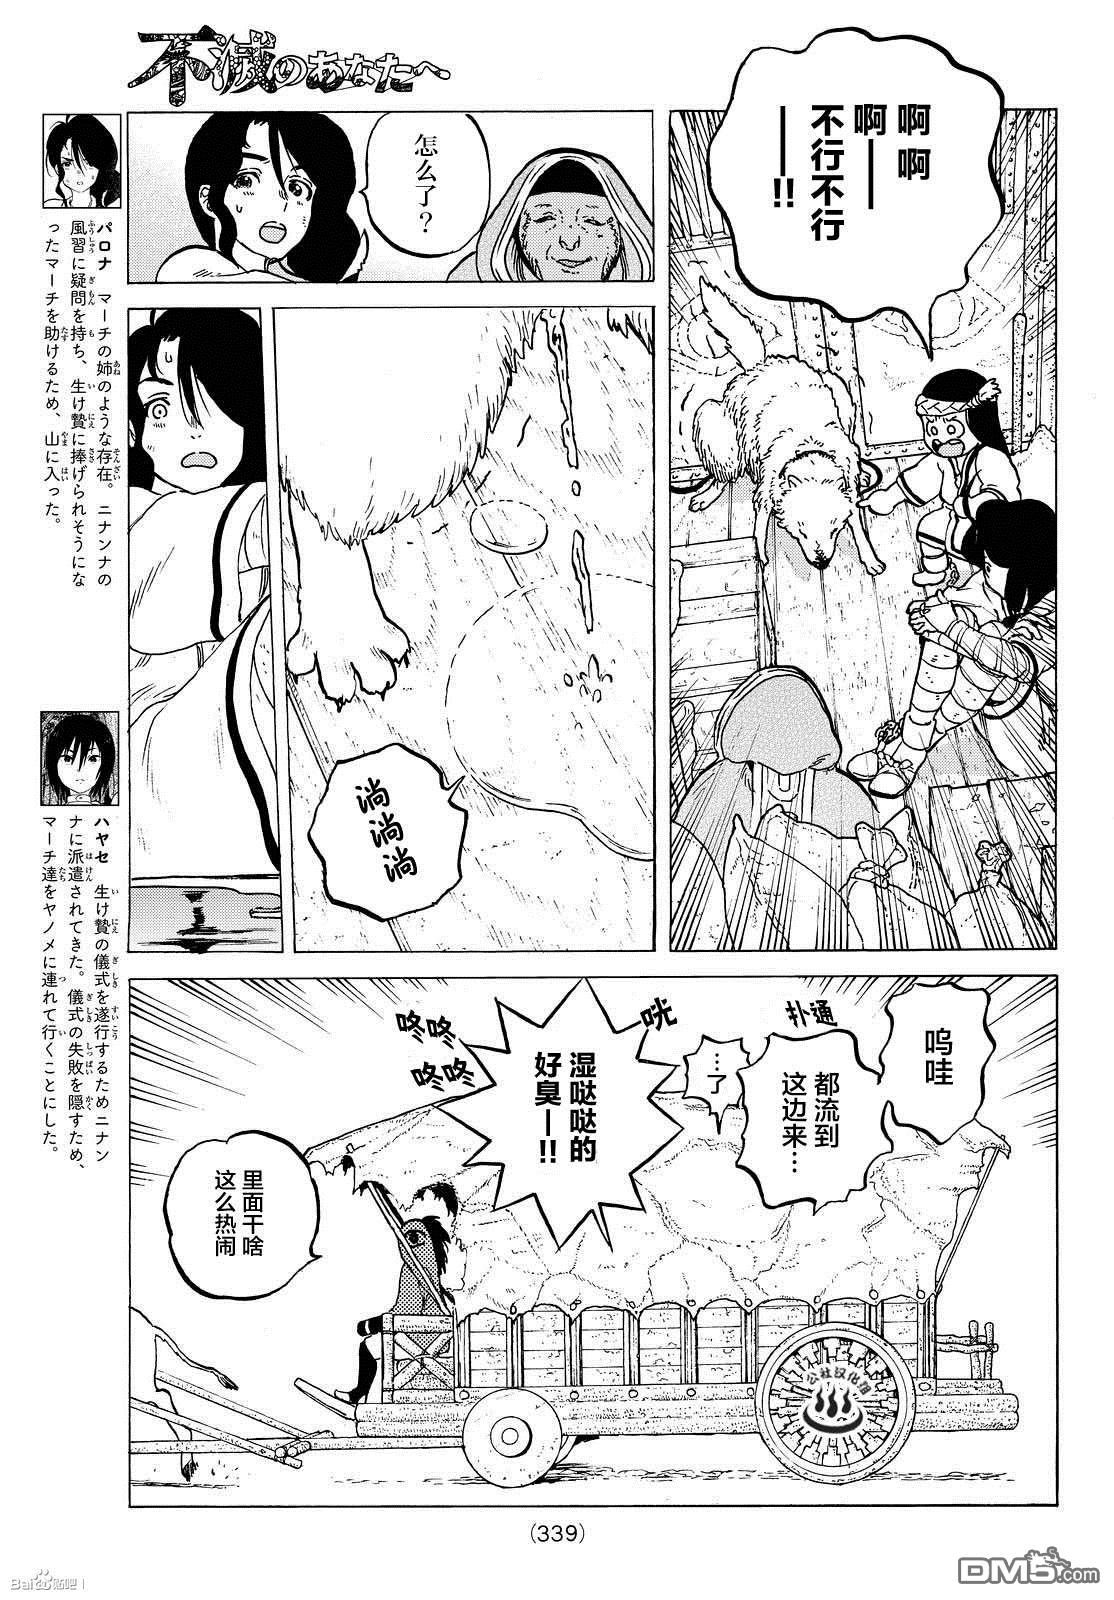 不滅のあなたへ
啊啊
啊——
不行不行
——!!
怎么了？
淌淌淌
呜哇
扑通
都流到
这边来…
…了
咣
湿哒哒的
好臭—!!
咚咚
咚咚
里面干啥
这么热闹
パロナ　マーチの姉のような存在。ニナンナの
風習に疑問を持ち、生け贄に捧げられそうにな
ったマーチを助けるため、山に入った。
ハヤセ　生け贄の儀式を遂行するためニナン
ナに派遣されてきた。儀式の失敗を隠すため、
マーチ達をヤノメに連れて行くことにした。
公社汉化组
(339)
Bai 贴吧
DM5.com